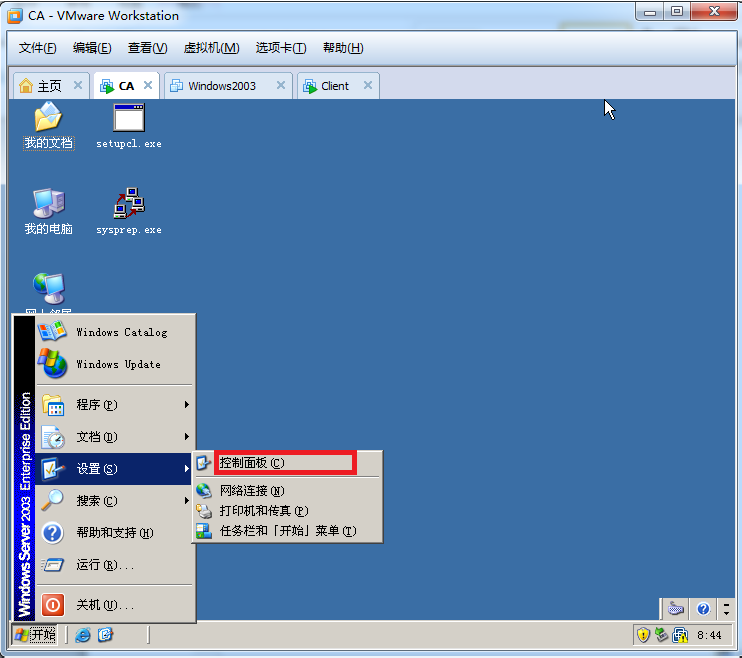 CA - VMware Workstation
文件(F) 编辑(E) 查看(V) 虚拟机(M) 选项卡(T) 帮助(H)
主页 CA Windows2003 Client
我的文档 setupcl.exe
我的电脑 sysprep.exe
网上邻居
Windows Catalog
Windows Update
程序(P)
文档(D)
设置(S)
搜索(C)
帮助和支持(H)
运行(R)...
关机(U)...
Windows Server 2003 Enterprise Edition
控制面板(C)
网络连接(N)
打印机和传真(P)
任务栏和「开始」菜单(T)
开始 8:44